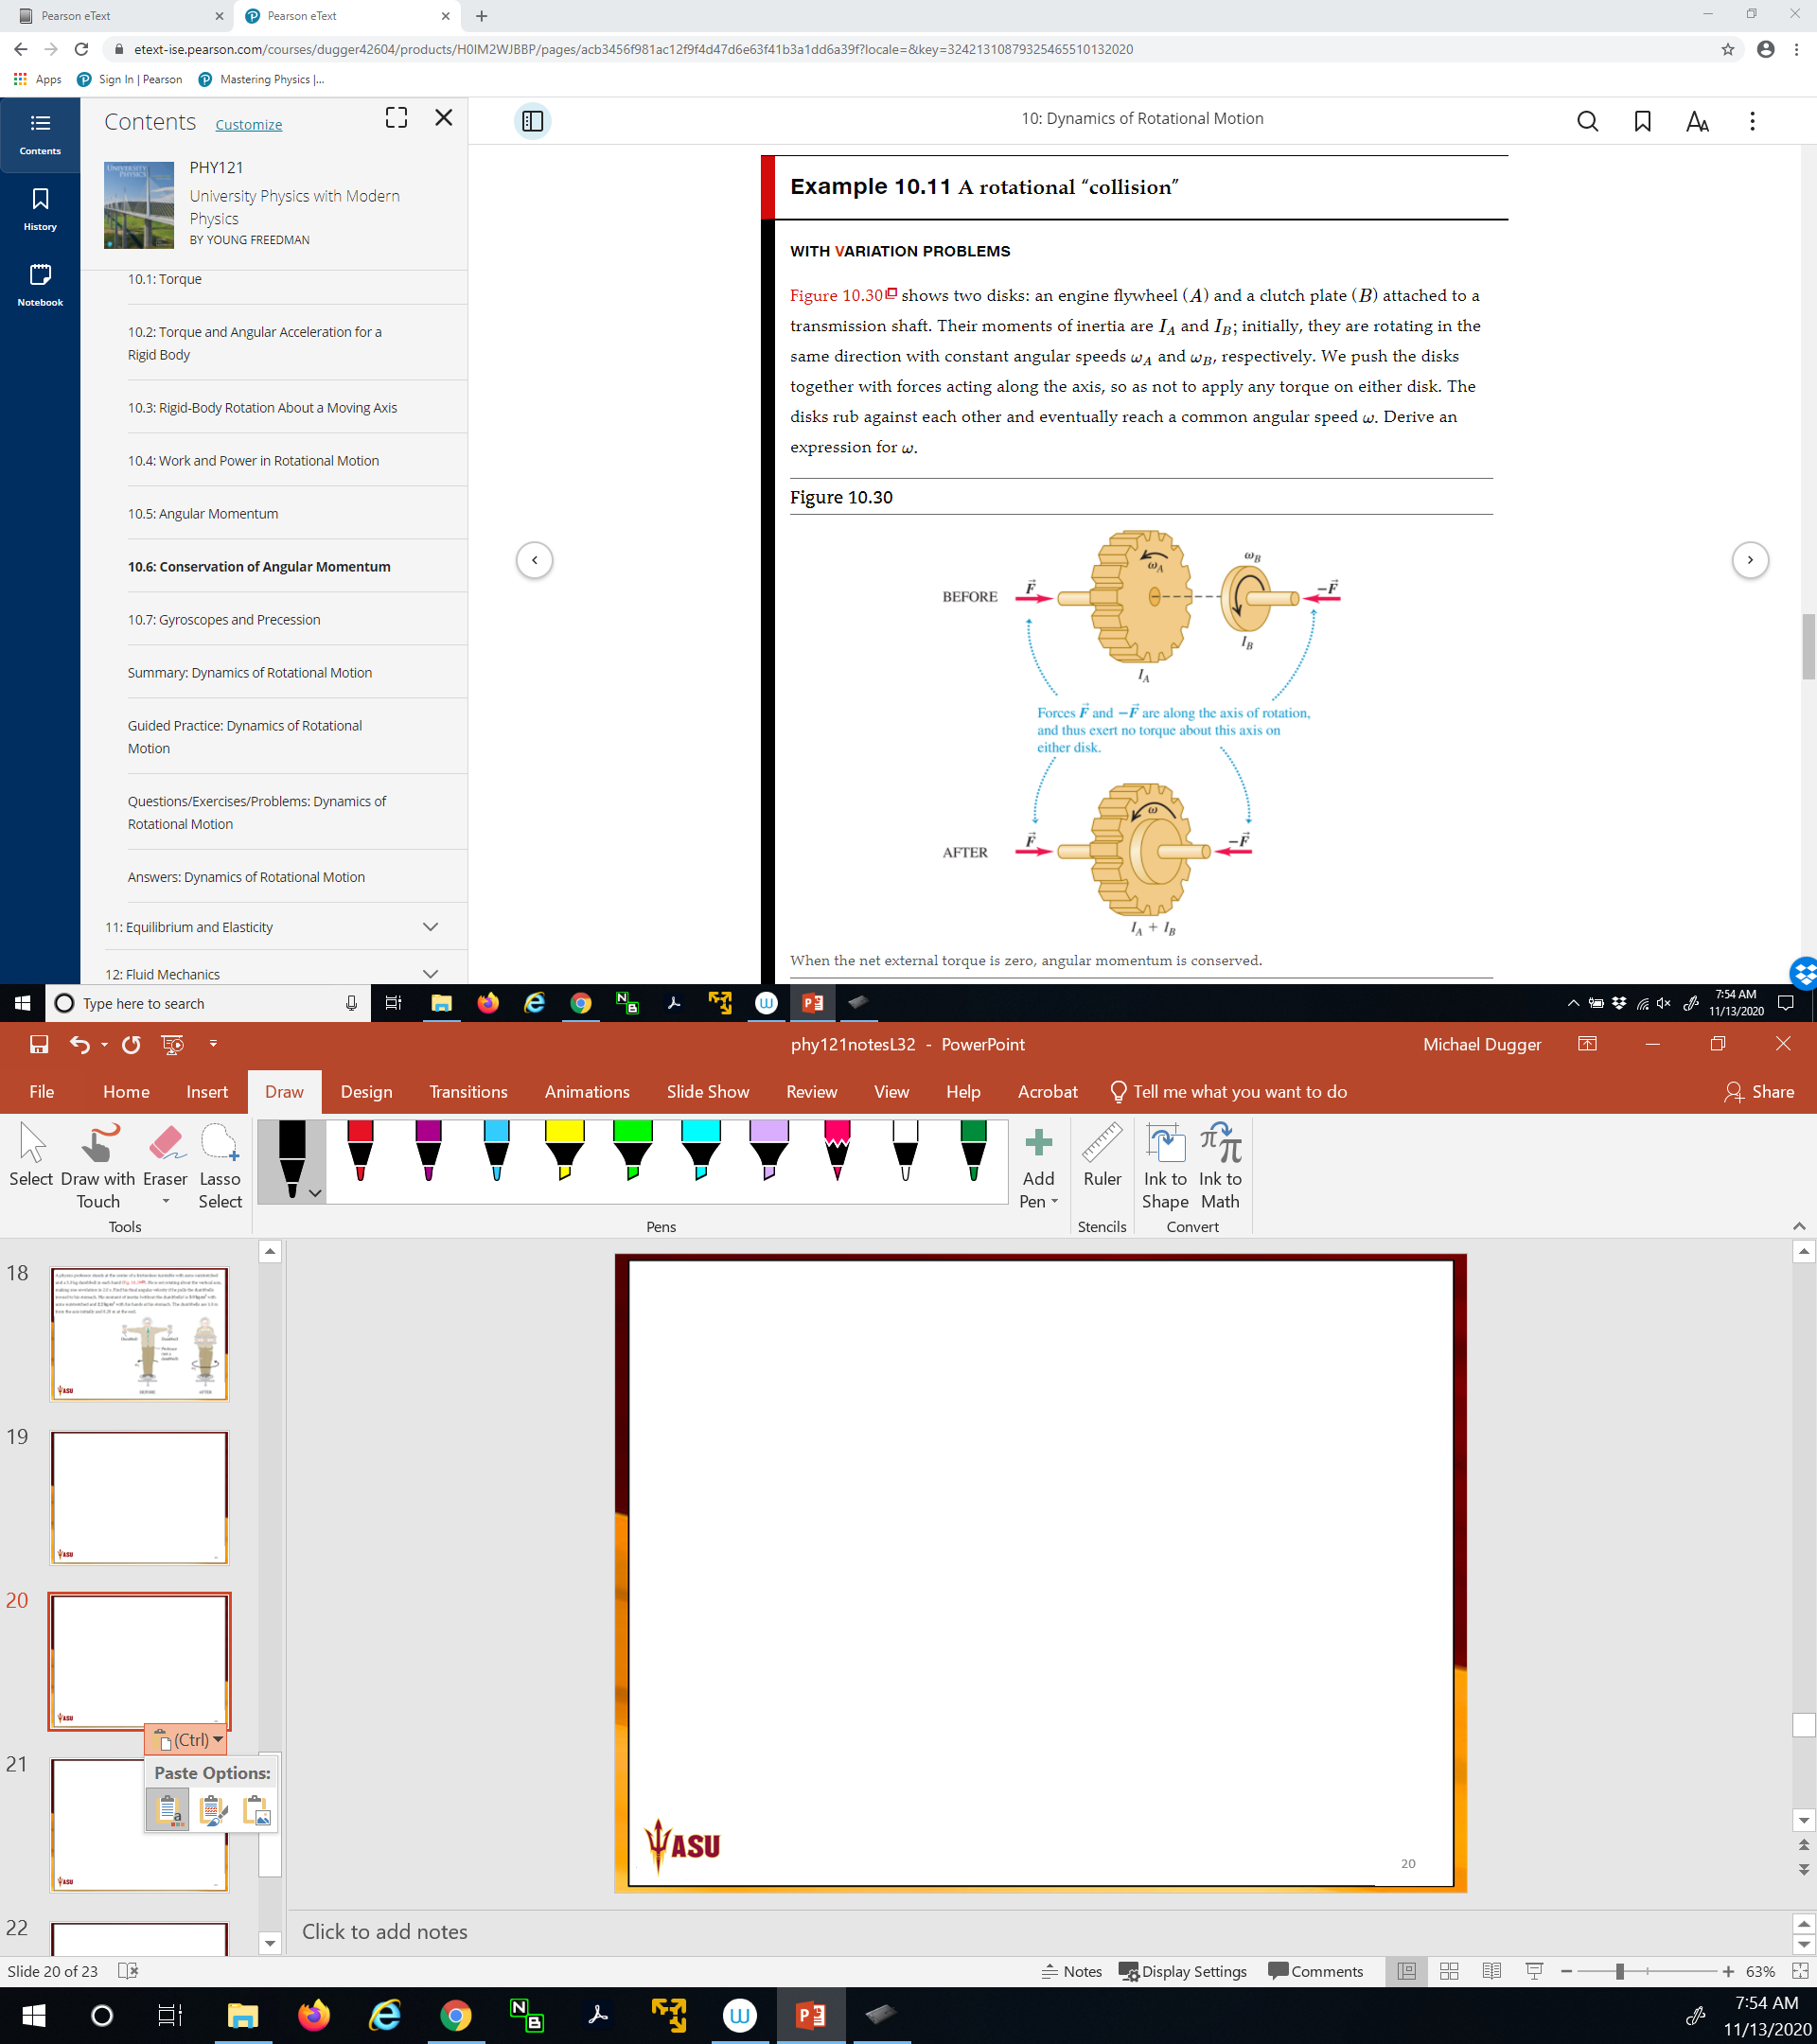 Pearson eText
Pearson eText
etext-ise.pearson.com/courses/dugger42604/products/H0IM2WJBBP/pages/acb3456f981ac12f9f4d47d6e63f41b3a1dd6a39f?locale=&key=32421310879325465510132020
Apps
Sign In | Pearson
Mastering Physics |...
Contents
History
Notebook
Contents
Customize
PHY121
University Physics with Modern
Physics
BY YOUNG FREEDMAN
10.1: Torque
10.2: Torque and Angular Acceleration for a
Rigid Body
10.3: Rigid-Body Rotation About a Moving Axis
10.4: Work and Power in Rotational Motion
10.5: Angular Momentum
10.6: Conservation of Angular Momentum
10.7: Gyroscopes and Precession
Summary: Dynamics of Rotational Motion
Guided Practice: Dynamics of Rotational
Motion
Questions/Exercises/Problems: Dynamics of
Rotational Motion
Answers: Dynamics of Rotational Motion
11: Equilibrium and Elasticity
12: Fluid Mechanics
10: Dynamics of Rotational Motion
Example 10.11 A rotational “collision”
WITH VARIATION PROBLEMS
Figure 10.30 shows two disks: an engine flywheel (A) and a clutch plate (B) attached to a
transmission shaft. Their moments of inertia are I_A and I_B; initially, they are rotating in the
same direction with constant angular speeds ω_A and ω_B, respectively. We push the disks
together with forces acting along the axis, so as not to apply any torque on either disk. The
disks rub against each other and eventually reach a common angular speed ω. Derive an
expression for ω.
Figure 10.30
BEFORE
F⃗
ω_A
ω_B
−F⃗
I_B
I_A
Forces F⃗ and −F⃗ are along the axis of rotation,
and thus exert no torque about this axis on
either disk.
AFTER
F⃗
ω
−F⃗
I_A + I_B
When the net external torque is zero, angular momentum is conserved.
Type here to search
7:54 AM
11/13/2020
phy121notesL32 - PowerPoint
Michael Dugger
File
Home
Insert
Draw
Design
Transitions
Animations
Slide Show
Review
View
Help
Acrobat
Tell me what you want to do
Share
Select
Draw with
Touch
Eraser
Lasso
Select
Tools
Pens
Add
Pen
Ruler
Stencils
Ink to
Shape
Ink to
Math
Convert
18
ASU
BEFORE
AFTER
19
ASU
20
ASU
(Ctrl)
Paste Options:
21
ASU
22
ASU
20
Click to add notes
Slide 20 of 23
Notes
Display Settings
Comments
63%
7:54 AM
11/13/2020